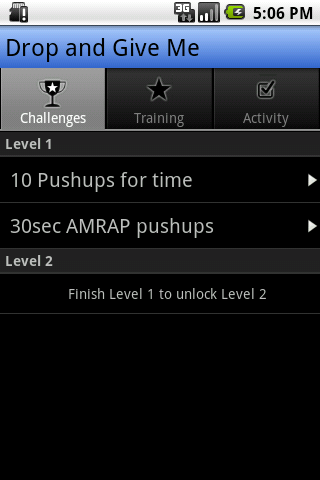 3G 5:06 PM
Drop and Give Me
Challenges Training Activity
Level 1
10 Pushups for time
30sec AMRAP pushups
Level 2
Finish Level 1 to unlock Level 2